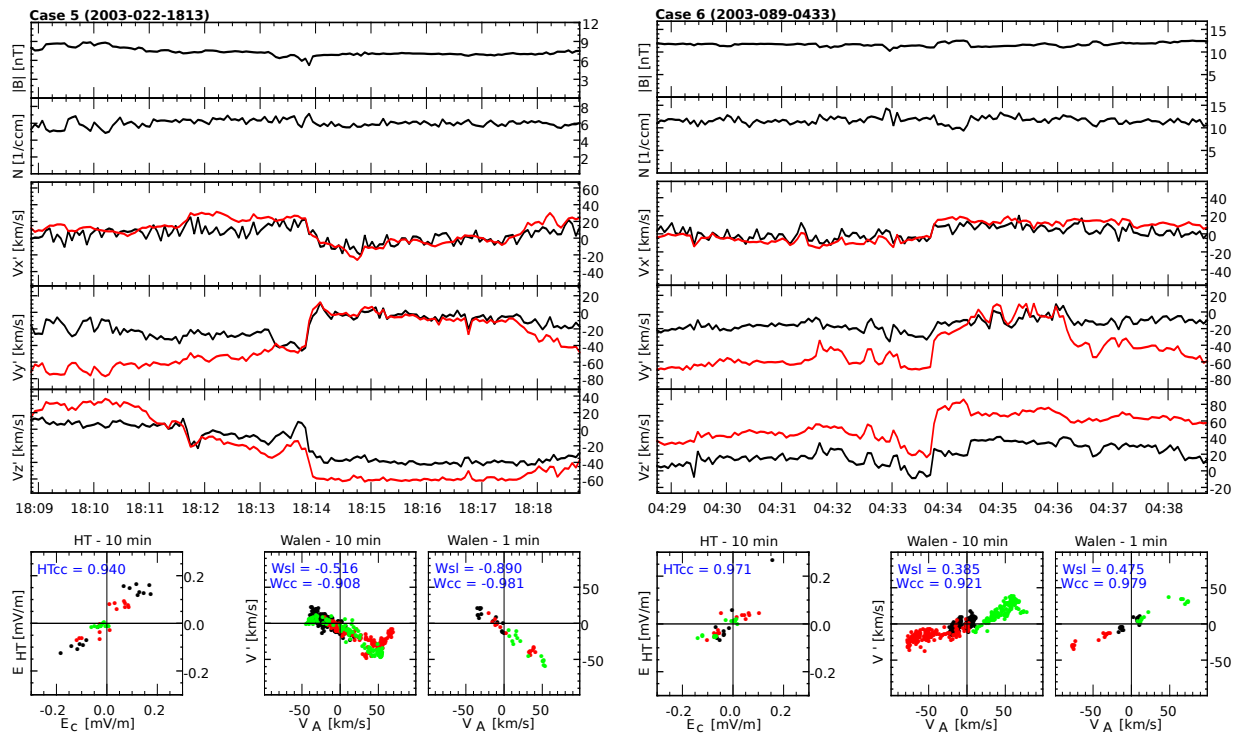 Case 5 (2003-022-1813)
|B| [nT]
12
9
6
3
N [1/ccm]
8
6
4
2
Vx' [km/s]
60
40
20
0
-20
-40
Vy' [km/s]
20
0
-20
-40
-60
-80
Vz' [km/s]
40
20
0
-20
-40
-60
18:09 18:10 18:11 18:12 18:13 18:14 18:15 18:16 18:17 18:18
HT - 10 min
HTcc = 0.940
E HT [mV/m]
0.2
0.0
-0.2
-0.2 0.0 0.2
E c [mV/m]
Walen - 10 min
Wsl = -0.516
Wcc = -0.908
V ' [km/s]
-50 0 50
V A [km/s]
Walen - 1 min
Wsl = -0.890
Wcc = -0.981
50
0
-50
-50 0 50
V A [km/s]
Case 6 (2003-089-0433)
|B| [nT]
15
10
5
0
N [1/ccm]
15
10
5
Vx' [km/s]
60
40
20
0
-20
-40
Vy' [km/s]
20
0
-20
-40
-60
-80
Vz' [km/s]
80
60
40
20
0
-20
04:29 04:30 04:31 04:32 04:33 04:34 04:35 04:36 04:37 04:38
HT - 10 min
HTcc = 0.971
E HT [mV/m]
0.2
0.0
-0.2
-0.2 0.0 0.2
E c [mV/m]
Walen - 10 min
Wsl = 0.385
Wcc = 0.921
V ' [km/s]
-50 0 50
V A [km/s]
Walen - 1 min
Wsl = 0.475
Wcc = 0.979
50
0
-50
-50 0 50
V A [km/s]